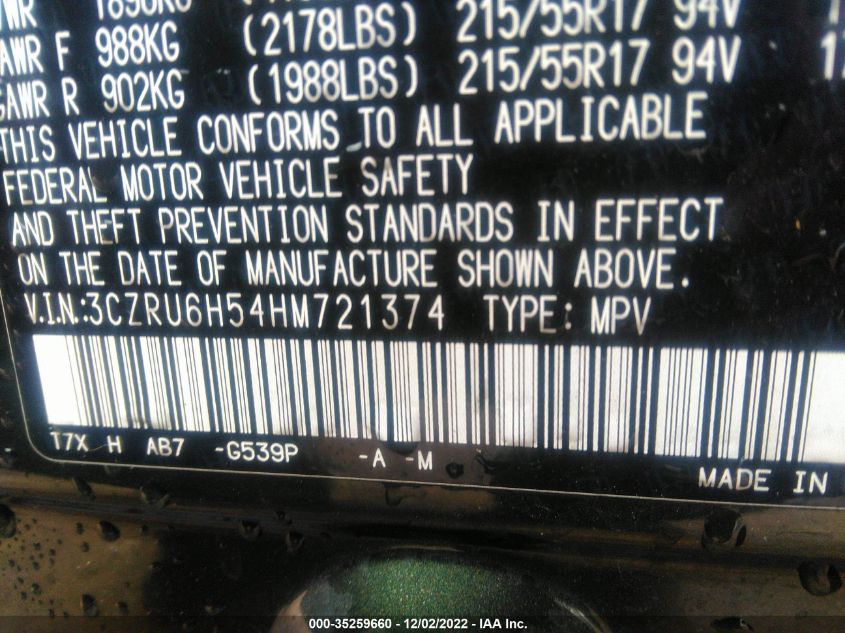 (2178LBS) 215/55R17 94V
AWR F 988KG
GAWR R 902KG (1988LBS) 215/55R17 94V
THIS VEHICLE CONFORMS TO ALL APPLICABLE
FEDERAL MOTOR VEHICLE SAFETY
AND THEFT PREVENTION STANDARDS IN EFFECT
ON THE DATE OF MANUFACTURE SHOWN ABOVE.
V.I.N.:3CZRU6H54HM721374 TYPE: MPV
T7X H AB7 -G539P -A -M
MADE IN
000-35259660 - 12/02/2022 - IAA Inc.